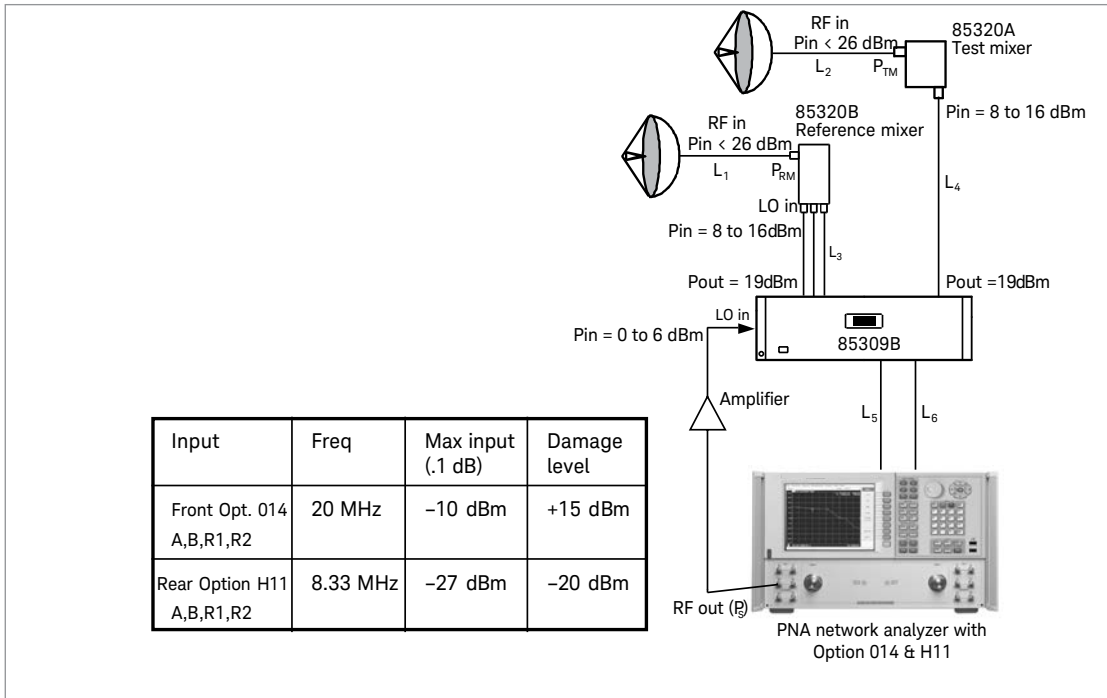 RF in
Pin < 26 dBm
L2
PTM
85320A
Test mixer
Pin = 8 to 16 dBm
85320B
Reference mixer
RF in
Pin < 26 dBm
L1
PRM
LO in
Pin = 8 to 16dBm
L3
L4
Pout = 19dBm
Pout =19dBm
LO in
Pin = 0 to 6 dBm
85309B
Amplifier
L5
L6
Input Freq Max input (.1 dB) Damage level
Front Opt. 014 A,B,R1,R2 20 MHz –10 dBm +15 dBm
Rear Option H11 A,B,R1,R2 8.33 MHz –27 dBm –20 dBm
RF out (PS)
PNA network analyzer with
Option 014 & H11